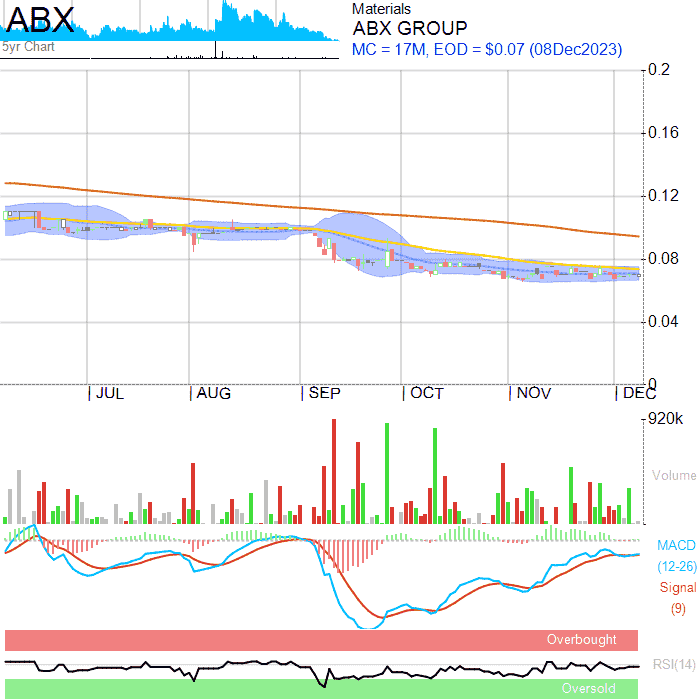 ABX
5yr Chart
Materials
ABX GROUP
MC = 17M, EOD = $0.07 (08Dec2023)
0.2
0.16
0.12
0.08
0.04
0
JUL AUG SEP OCT NOV DEC
920k
Volume
MACD
(12-26)
Signal
(9)
Overbought
RSI(14)
Oversold